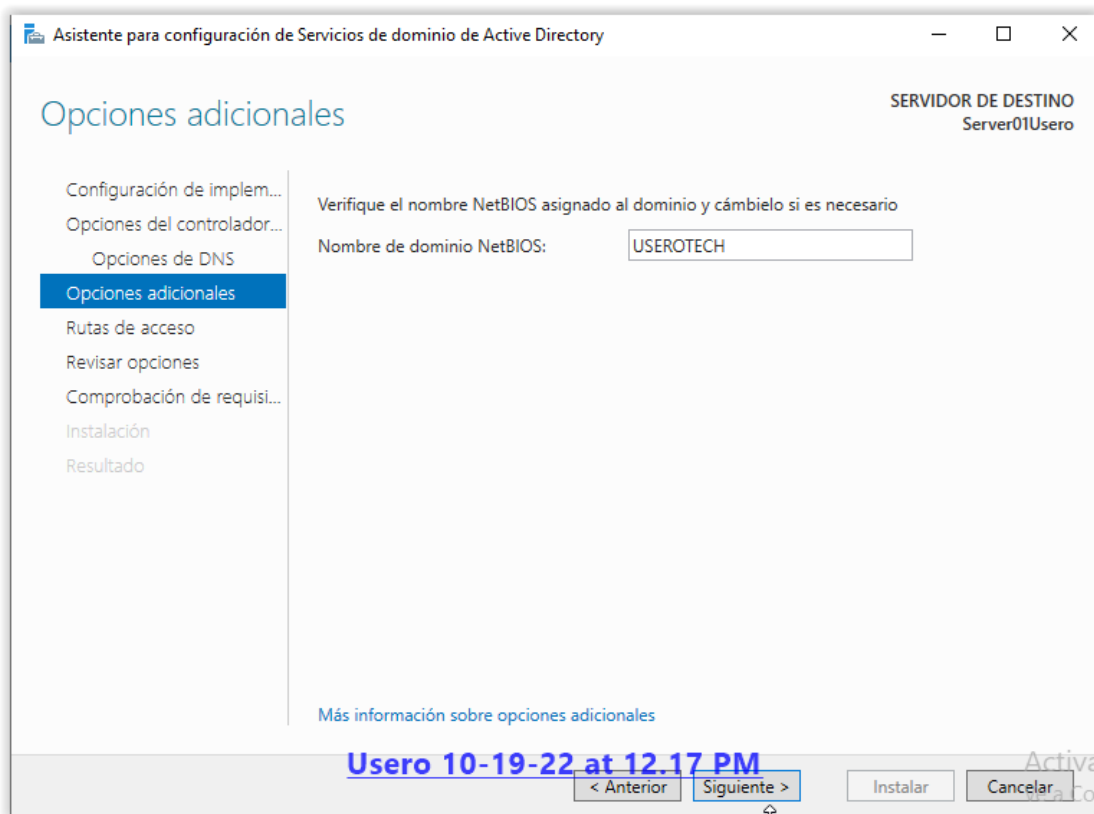 Asistente para configuración de Servicios de dominio de Active Directory
Opciones adicionales
SERVIDOR DE DESTINO
Server01Usero
Configuración de implem...
Opciones del controlador...
Opciones de DNS
Opciones adicionales
Rutas de acceso
Revisar opciones
Comprobación de requisi...
Instalación
Resultado
Verifique el nombre NetBIOS asignado al dominio y cámbielo si es necesario
Nombre de dominio NetBIOS: USEROTECH
Más información sobre opciones adicionales
Usero 10-19-22 at 12.17 PM
< Anterior Siguiente > Instalar Cancelar
Activa